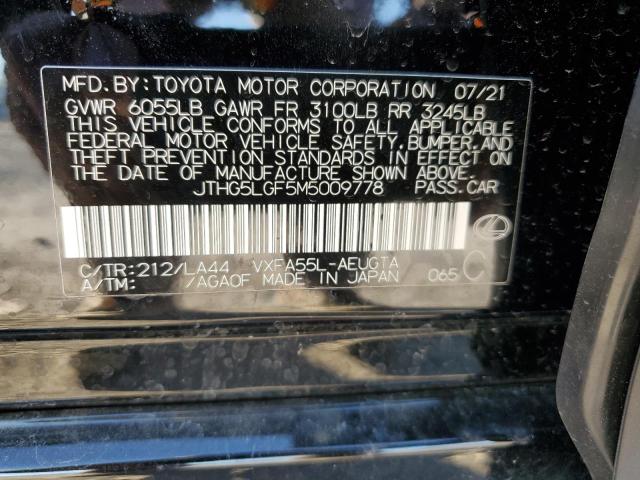 MFD.BY:TOYOTA MOTOR CORPORATION 07/21
GVWR 6055LB GAWR FR 3100LB RR 3245LB
THIS VEHICLE CONFORMS TO ALL APPLICABLE
FEDERAL MOTOR VEHICLE SAFETY,BUMPER,AND
THEFT PREVENTION STANDARDS IN EFFECT ON
THE DATE OF MANUFACTURE SHOWN ABOVE.
JTHG5LGF5M5009778 PASS.CAR
C/TR:212/LA44 VXFA55L-AEUGTA
A/TM: /AGAOF MADE IN JAPAN 065 C